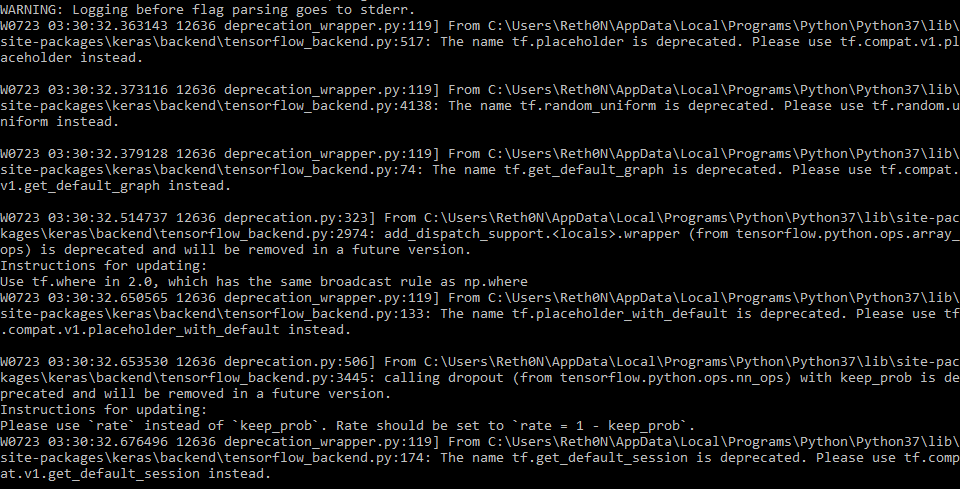 WARNING: Logging before flag parsing goes to stderr.
W0723 03:30:32.363143 12636 deprecation_wrapper.py:119] From C:\Users\Reth0N\AppData\Local\Programs\Python\Python37\lib\
site-packages\keras\backend\tensorflow_backend.py:517: The name tf.placeholder is deprecated. Please use tf.compat.v1.pl
aceholder instead.
W0723 03:30:32.373116 12636 deprecation_wrapper.py:119] From C:\Users\Reth0N\AppData\Local\Programs\Python\Python37\lib\
site-packages\keras\backend\tensorflow_backend.py:4138: The name tf.random_uniform is deprecated. Please use tf.random.u
niform instead.
W0723 03:30:32.379128 12636 deprecation_wrapper.py:119] From C:\Users\Reth0N\AppData\Local\Programs\Python\Python37\lib\
site-packages\keras\backend\tensorflow_backend.py:74: The name tf.get_default_graph is deprecated. Please use tf.compat.
v1.get_default_graph instead.
W0723 03:30:32.514737 12636 deprecation.py:323] From C:\Users\Reth0N\AppData\Local\Programs\Python\Python37\lib\site-pac
kages\keras\backend\tensorflow_backend.py:2974: add_dispatch_support.<locals>.wrapper (from tensorflow.python.ops.array_
ops) is deprecated and will be removed in a future version.
Instructions for updating:
Use tf.where in 2.0, which has the same broadcast rule as np.where
W0723 03:30:32.650565 12636 deprecation_wrapper.py:119] From C:\Users\Reth0N\AppData\Local\Programs\Python\Python37\lib\
site-packages\keras\backend\tensorflow_backend.py:133: The name tf.placeholder_with_default is deprecated. Please use tf
.compat.v1.placeholder_with_default instead.
W0723 03:30:32.653530 12636 deprecation.py:506] From C:\Users\Reth0N\AppData\Local\Programs\Python\Python37\lib\site-pac
kages\keras\backend\tensorflow_backend.py:3445: calling dropout (from tensorflow.python.ops.nn_ops) with keep_prob is de
precated and will be removed in a future version.
Instructions for updating:
Please use `rate` instead of `keep_prob`. Rate should be set to `rate = 1 - keep_prob`.
W0723 03:30:32.676496 12636 deprecation_wrapper.py:119] From C:\Users\Reth0N\AppData\Local\Programs\Python\Python37\lib\
site-packages\keras\backend\tensorflow_backend.py:174: The name tf.get_default_session is deprecated. Please use tf.comp
at.v1.get_default_session instead.